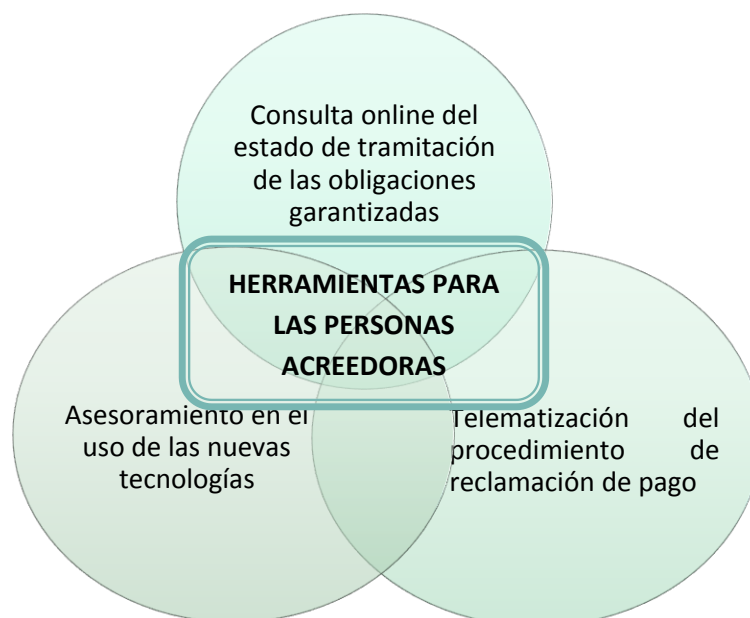 Consulta online del
estado de tramitación
de las obligaciones
garantizadas
HERRAMIENTAS PARA
LAS PERSONAS
ACREEDORAS
Asesoramiento en el
uso de las nuevas
tecnologías
Telematización del
procedimiento de
reclamación de pago